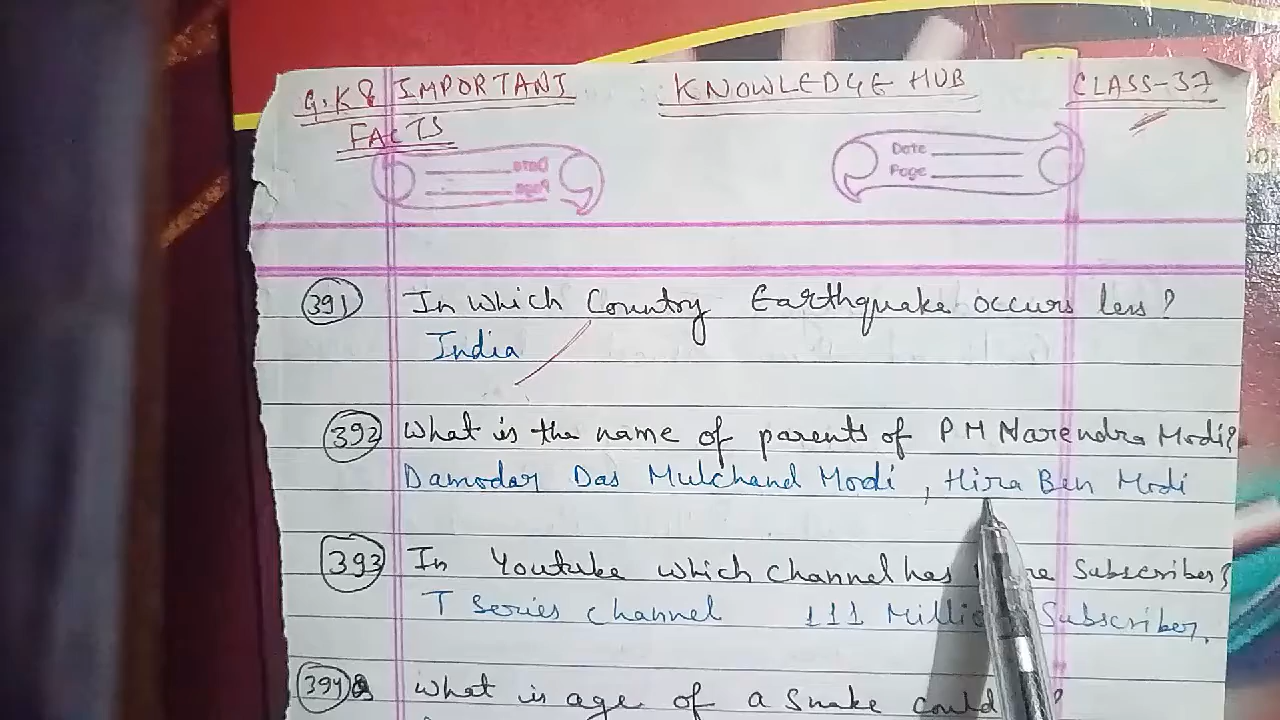 G.K & IMPORTANT KNOWLEDGE HUB CLASS-37
FACTS
Date
Page
391 In which Country Earthquake occurs less?
India
392 What is the name of parents of PM Narendra Modi?
Damodar Das Mulchand Modi, Hira Ben Modi
393 In Youtube which channel has Subscriber?
T Series Channel 111 Subscriber.
394 What is age of a Snake could ?